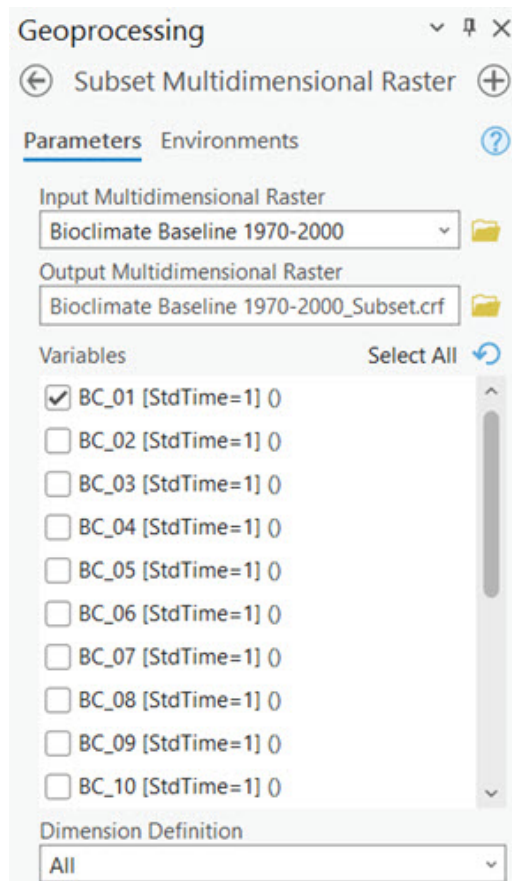 Geoprocessing
Subset Multidimensional Raster
Parameters Environments
Input Multidimensional Raster
Bioclimate Baseline 1970-2000
Output Multidimensional Raster
Bioclimate Baseline 1970-2000_Subset.crf
Variables Select All
BC_01 [StdTime=1] ()
BC_02 [StdTime=1] ()
BC_03 [StdTime=1] ()
BC_04 [StdTime=1] ()
BC_05 [StdTime=1] ()
BC_06 [StdTime=1] ()
BC_07 [StdTime=1] ()
BC_08 [StdTime=1] ()
BC_09 [StdTime=1] ()
BC_10 [StdTime=1] ()
Dimension Definition
All